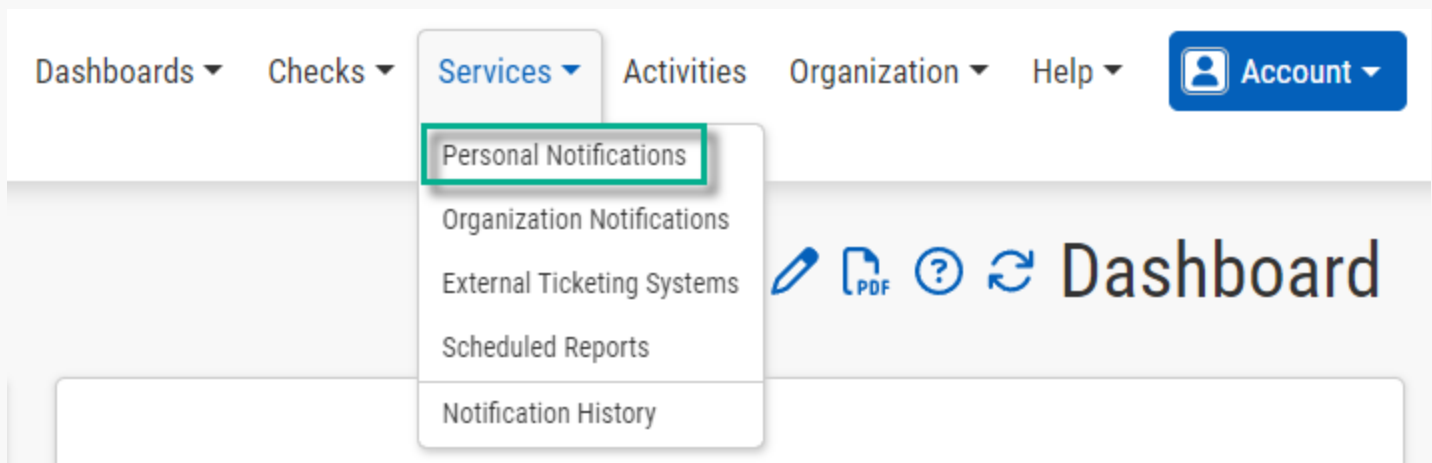 Dashboards Checks Services Activities Organization Help Account
Personal Notifications
Organization Notifications
External Ticketing Systems
PDF Dashboard
Scheduled Reports
Notification History